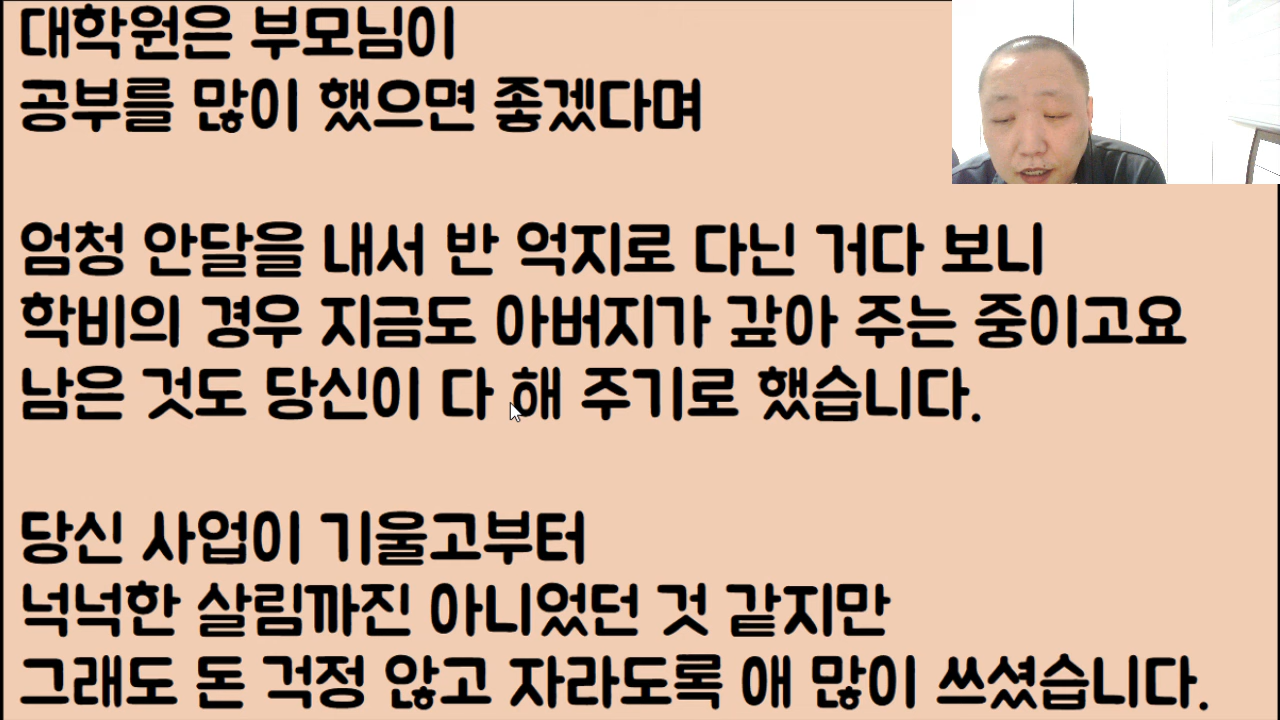 대학원은 부모님이
공부를 많이 했으면 좋겠다며
엄청 안달을 내서 반 억지로 다닌 거다 보니
학비의 경우 지금도 아버지가 갚아 주는 중이고요
남은 것도 당신이 다 해 주기로 했습니다.
당신 사업이 기울고부터
넉넉한 살림까진 아니었던 것 같지만
그래도 돈 걱정 않고 자라도록 애 많이 쓰셨습니다.